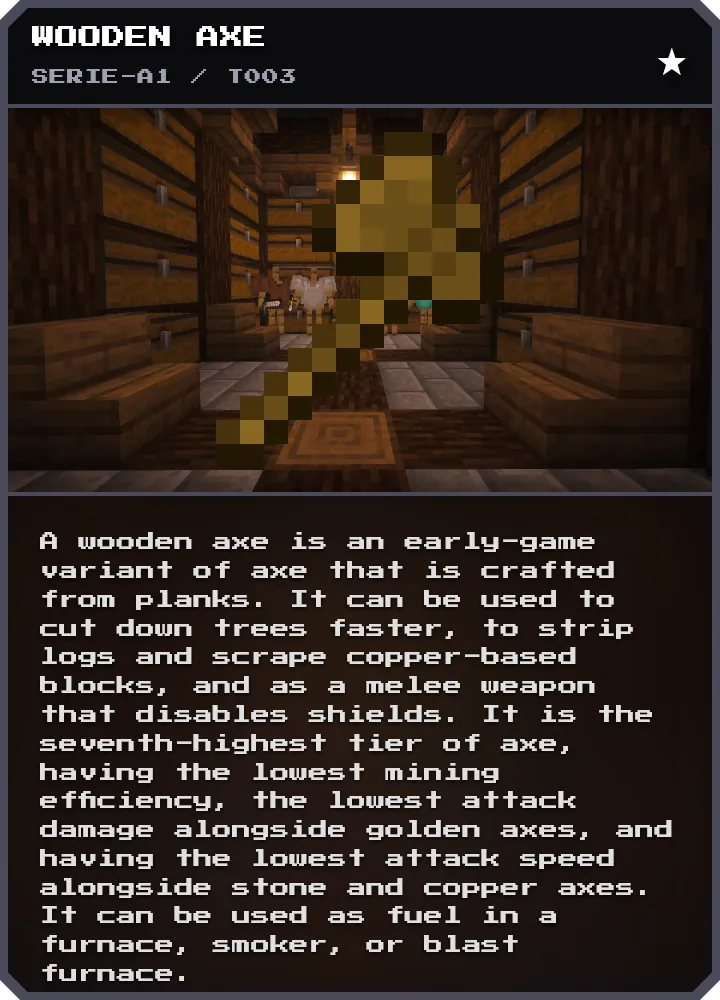 WOODEN AXE
SERIE-A1 / T003
A wooden axe is an early-game
variant of axe that is crafted
from planks. It can be used to
cut down trees faster, to strip
logs and scrape copper-based
blocks, and as a melee weapon
that disables shields. It is the
seventh-highest tier of axe,
having the lowest mining
efficiency, the lowest attack
damage alongside golden axes, and
having the lowest attack speed
alongside stone and copper axes.
It can be used as fuel in a
furnace, smoker, or blast
furnace.